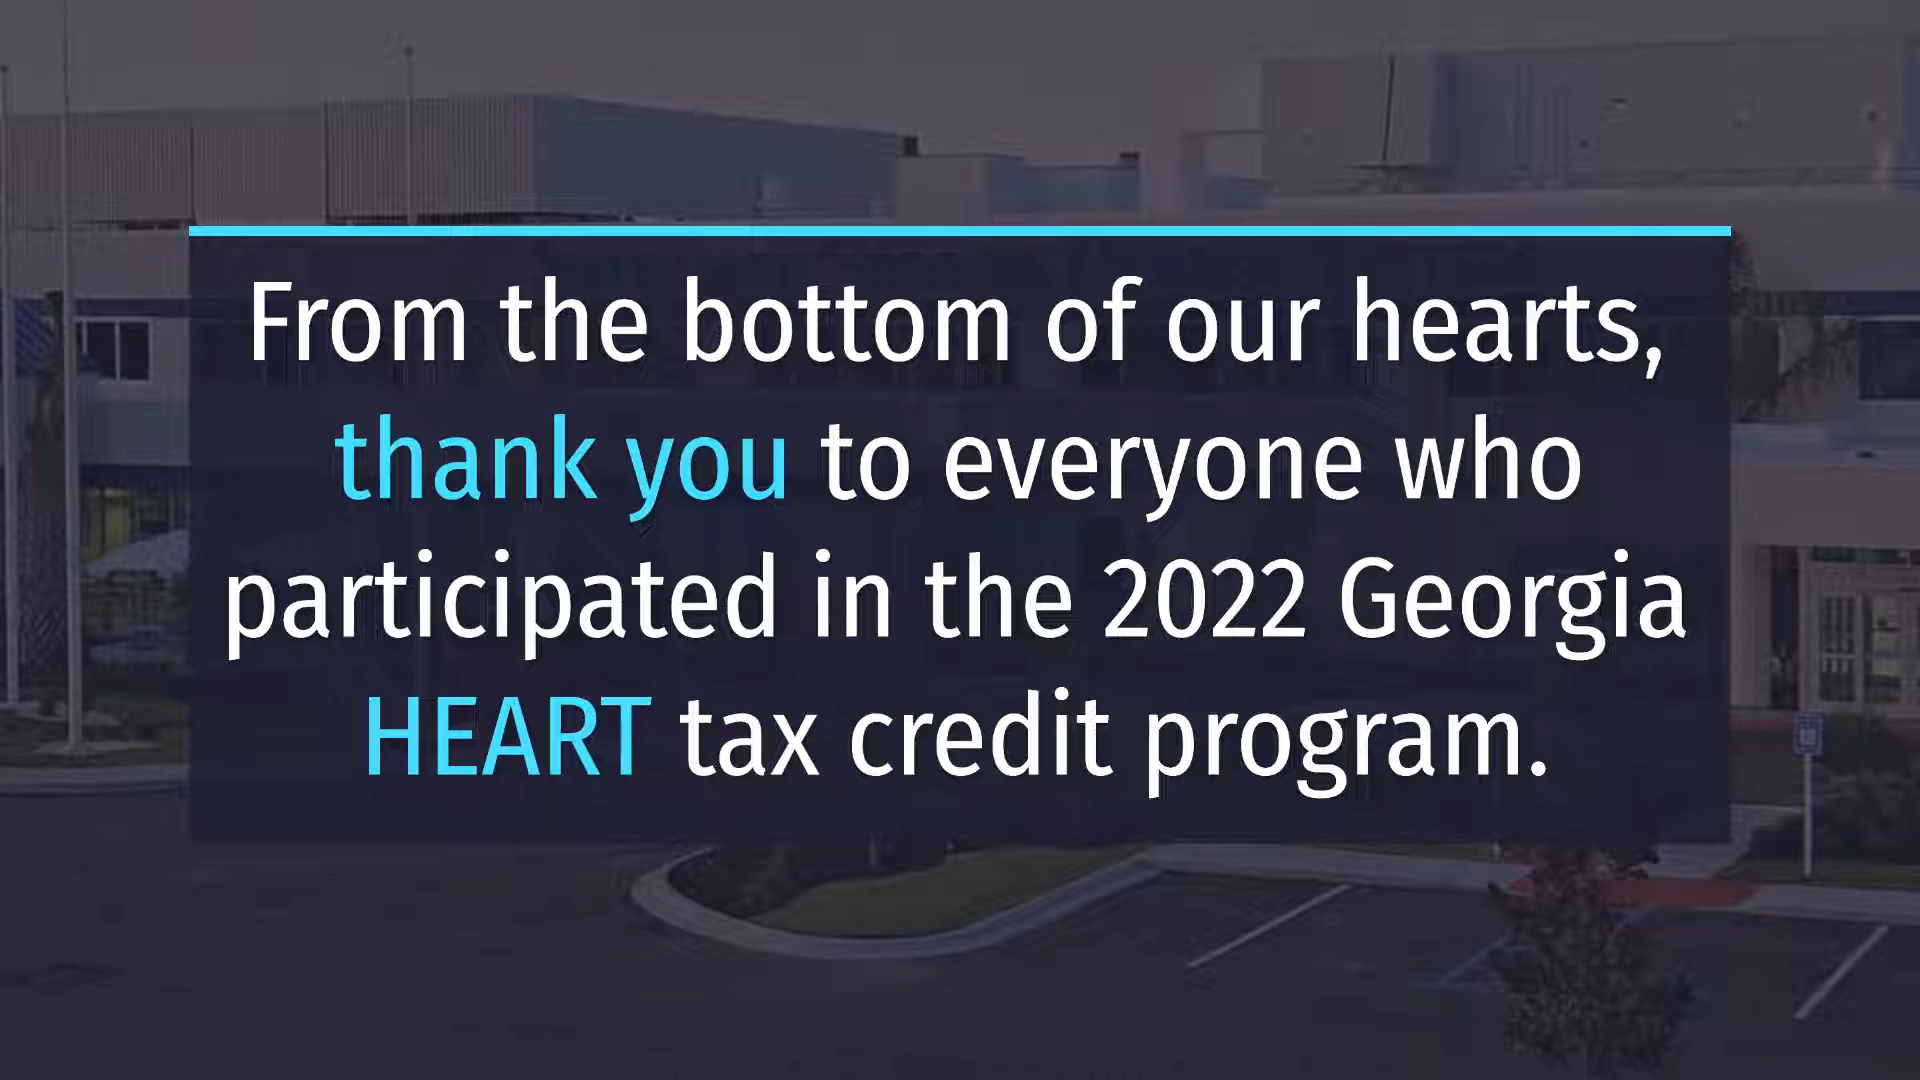 From the bottom of our hearts,
thank you to everyone who
participated in the 2022 Georgia
HEART tax credit program.